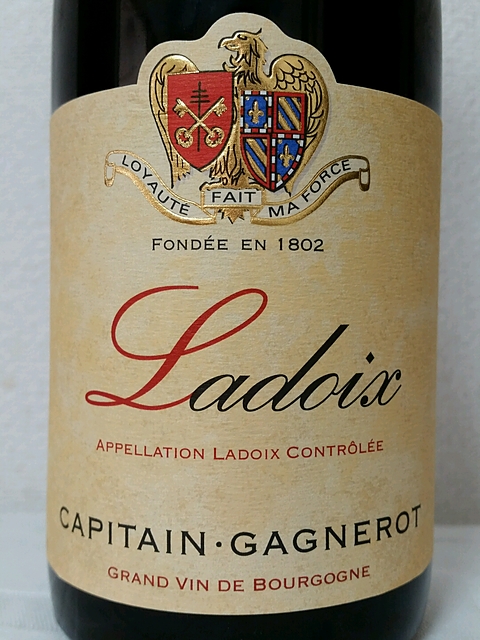 LOYAUTÉ FAIT MA FORCE
FONDÉE EN 1802
Ladoix
APPELLATION LADOIX CONTRÔLÉE
CAPITAIN·GAGNEROT
GRAND VIN DE BOURGOGNE